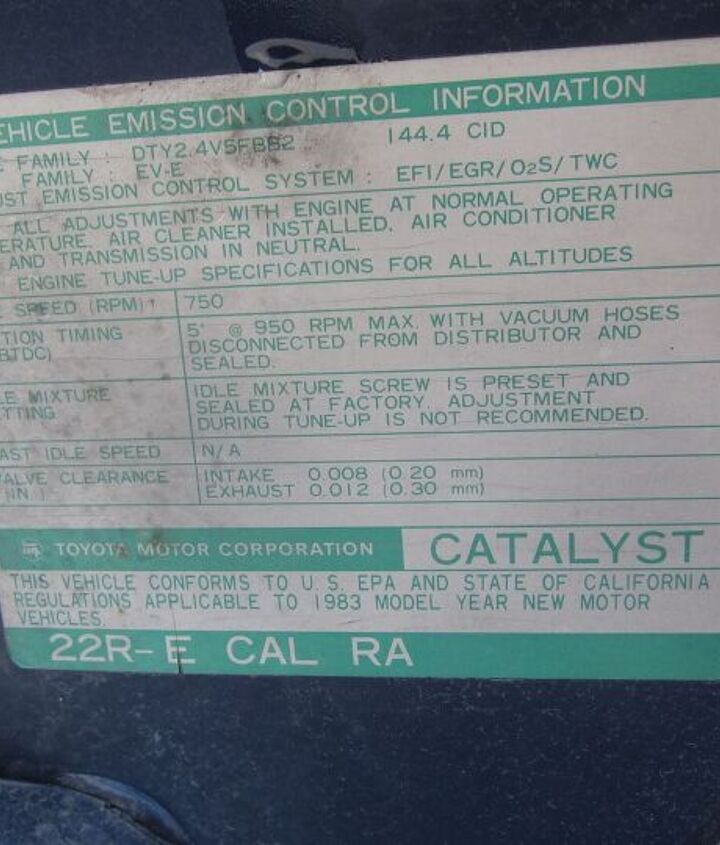 EHICLE EMISSION CONTROL INFORMATION
FAMILY : DTY2.4V5FBB2 144.4 CID
FAMILY : EV-E
UST EMISSION CONTROL SYSTEM : EFI/EGR/O2S/TWC
ALL ADJUSTMENTS WITH ENGINE AT NORMAL OPERATING
ERATURE, AIR CLEANER INSTALLED, AIR CONDITIONER
AND TRANSMISSION IN NEUTRAL.
ENGINE TUNE-UP SPECIFICATIONS FOR ALL ALTITUDES
SPEED (RPM) 750
TION TIMING
BTDC)
5° @ 950 RPM MAX. WITH VACUUM HOSES
DISCONNECTED FROM DISTRIBUTOR AND
SEALED.
LE MIXTURE
TTING
IDLE MIXTURE SCREW IS PRESET AND
SEALED AT FACTORY. ADJUSTMENT
DURING TUNE-UP IS NOT RECOMMENDED.
AST IDLE SPEED N/A
ALVE CLEARANCE
(IN.)
INTAKE 0.008 (0.20 mm)
EXHAUST 0.012 (0.30 mm)
TOYOTA MOTOR CORPORATION CATALYST
THIS VEHICLE CONFORMS TO U.S. EPA AND STATE OF CALIFORNIA
REGULATIONS APPLICABLE TO 1983 MODEL YEAR NEW MOTOR
VEHICLES.
22R-E CAL RA